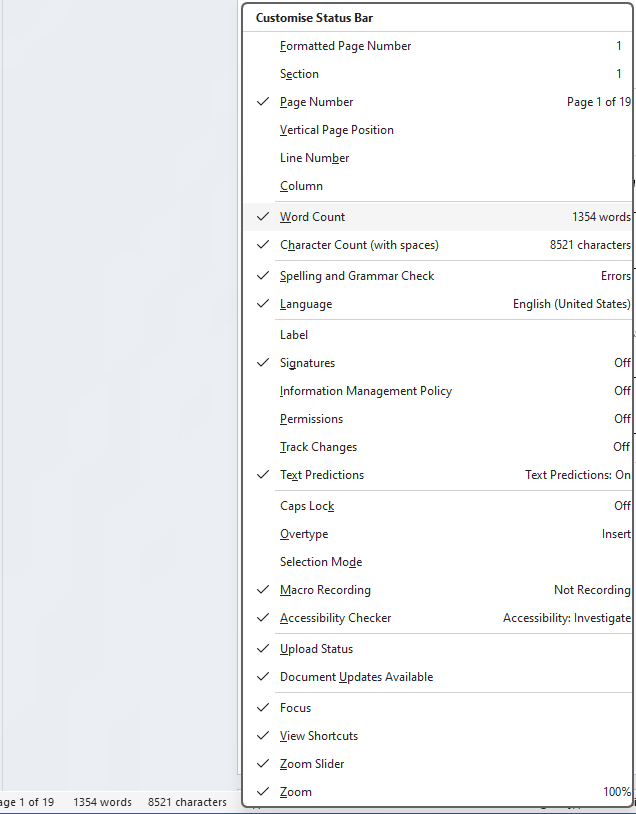 Customise Status Bar
Formatted Page Number 1
Section 1
Page Number Page 1 of 19
Vertical Page Position
Line Number
Column
Word Count 1354 words
Character Count (with spaces) 8521 characters
Spelling and Grammar Check Errors
Language English (United States)
Label
Signatures Off
Information Management Policy Off
Permissions Off
Track Changes Off
Text Predictions Text Predictions: On
Caps Lock Off
Overtype Insert
Selection Mode
Macro Recording Not Recording
Accessibility Checker Accessibility: Investigate
Upload Status
Document Updates Available
Focus
View Shortcuts
Zoom Slider
Zoom 100%
age 1 of 19 1354 words 8521 characters